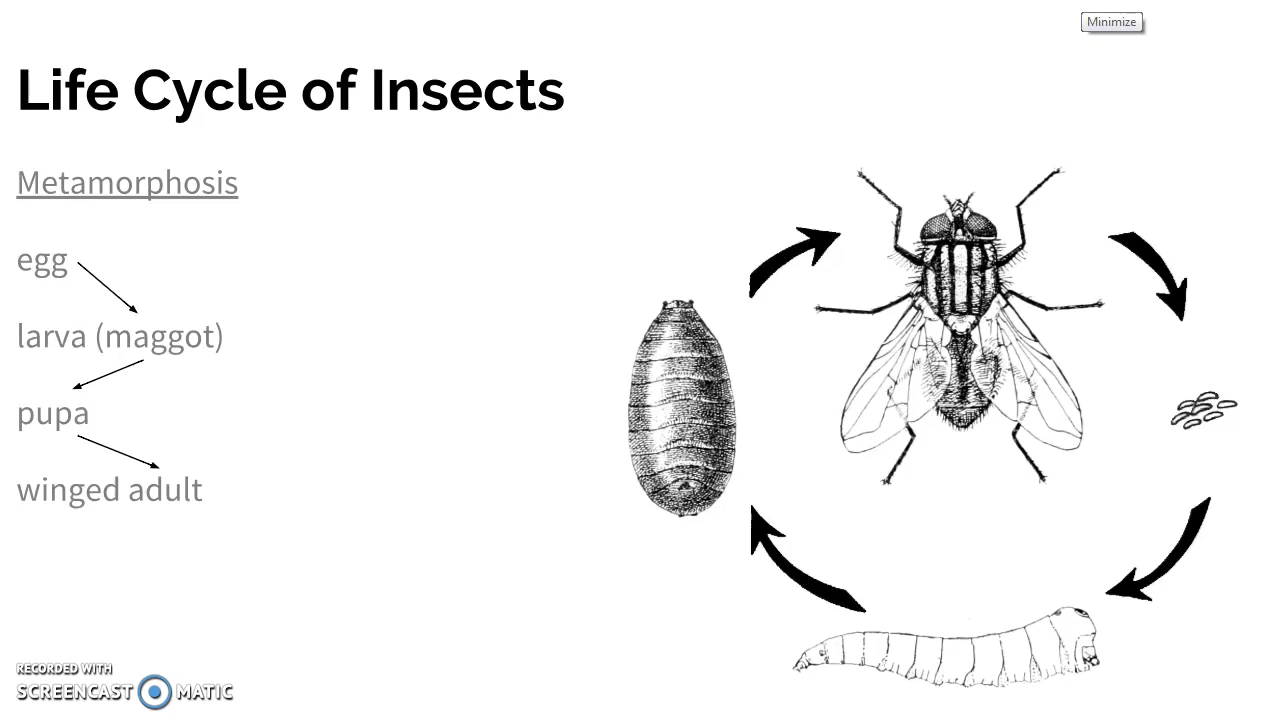 Minimize
Life Cycle of Insects
Metamorphosis
egg
larva (maggot)
pupa
winged adult
RECORDED WITH
SCREENCAST MATIC